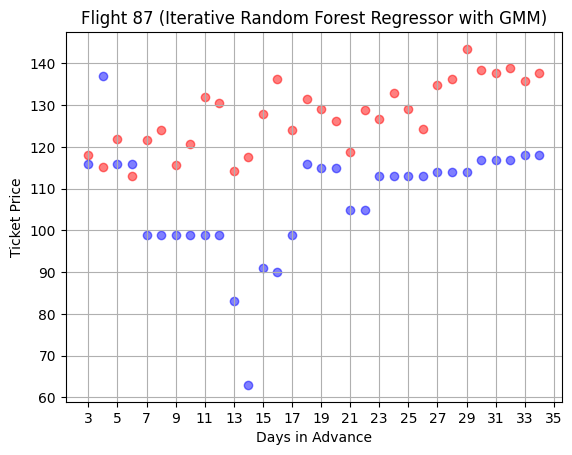 Flight 87 (Iterative Random Forest Regressor with GMM)
140
130
120
110
100
90
80
70
60
Ticket Price
3 5 7 9 11 13 15 17 19 21 23 25 27 29 31 33 35
Days in Advance